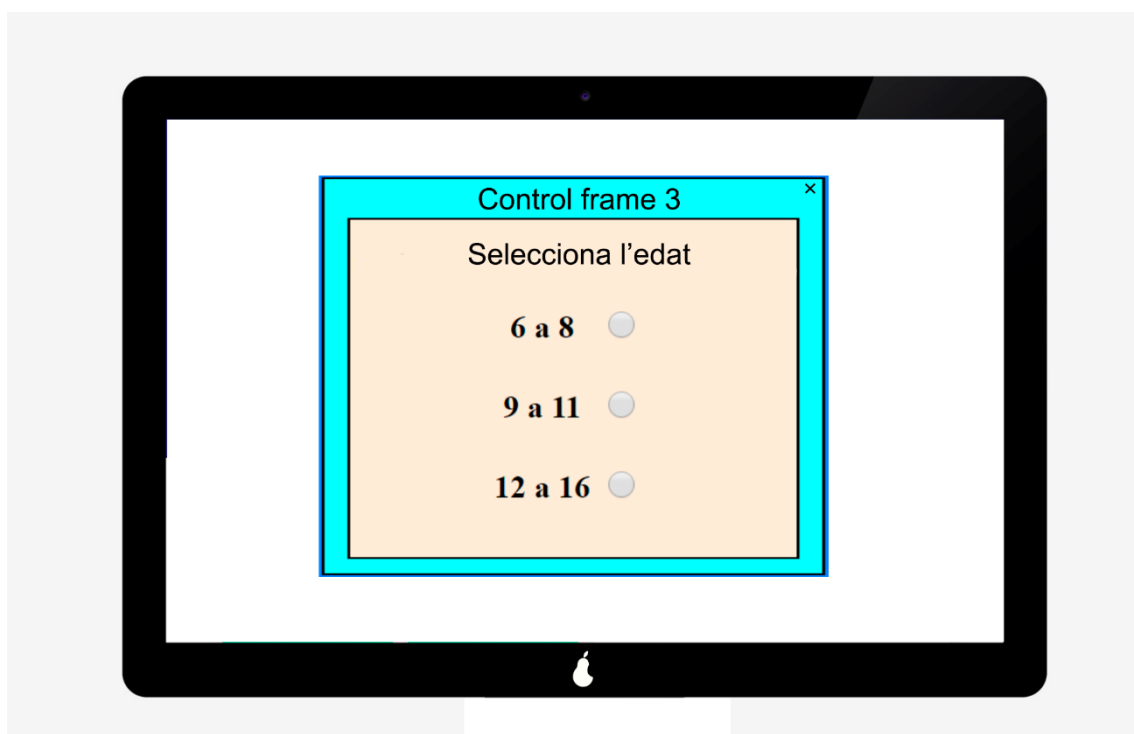 Control frame 3 ×
Selecciona l’edat
6 a 8
9 a 11
12 a 16